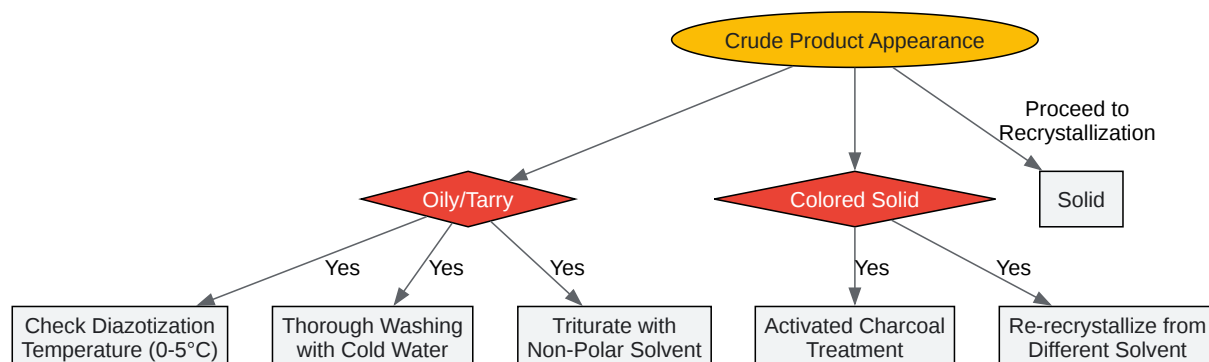 Crude Product Appearance
Proceed to
Recrystallization
Oily/Tarry
Colored Solid
Solid
Yes
Yes
Yes
Yes
Yes
Check Diazotization
Temperature (0-5°C)
Thorough Washing
with Cold Water
Triturate with
Non-Polar Solvent
Activated Charcoal
Treatment
Re-recrystallize from
Different Solvent